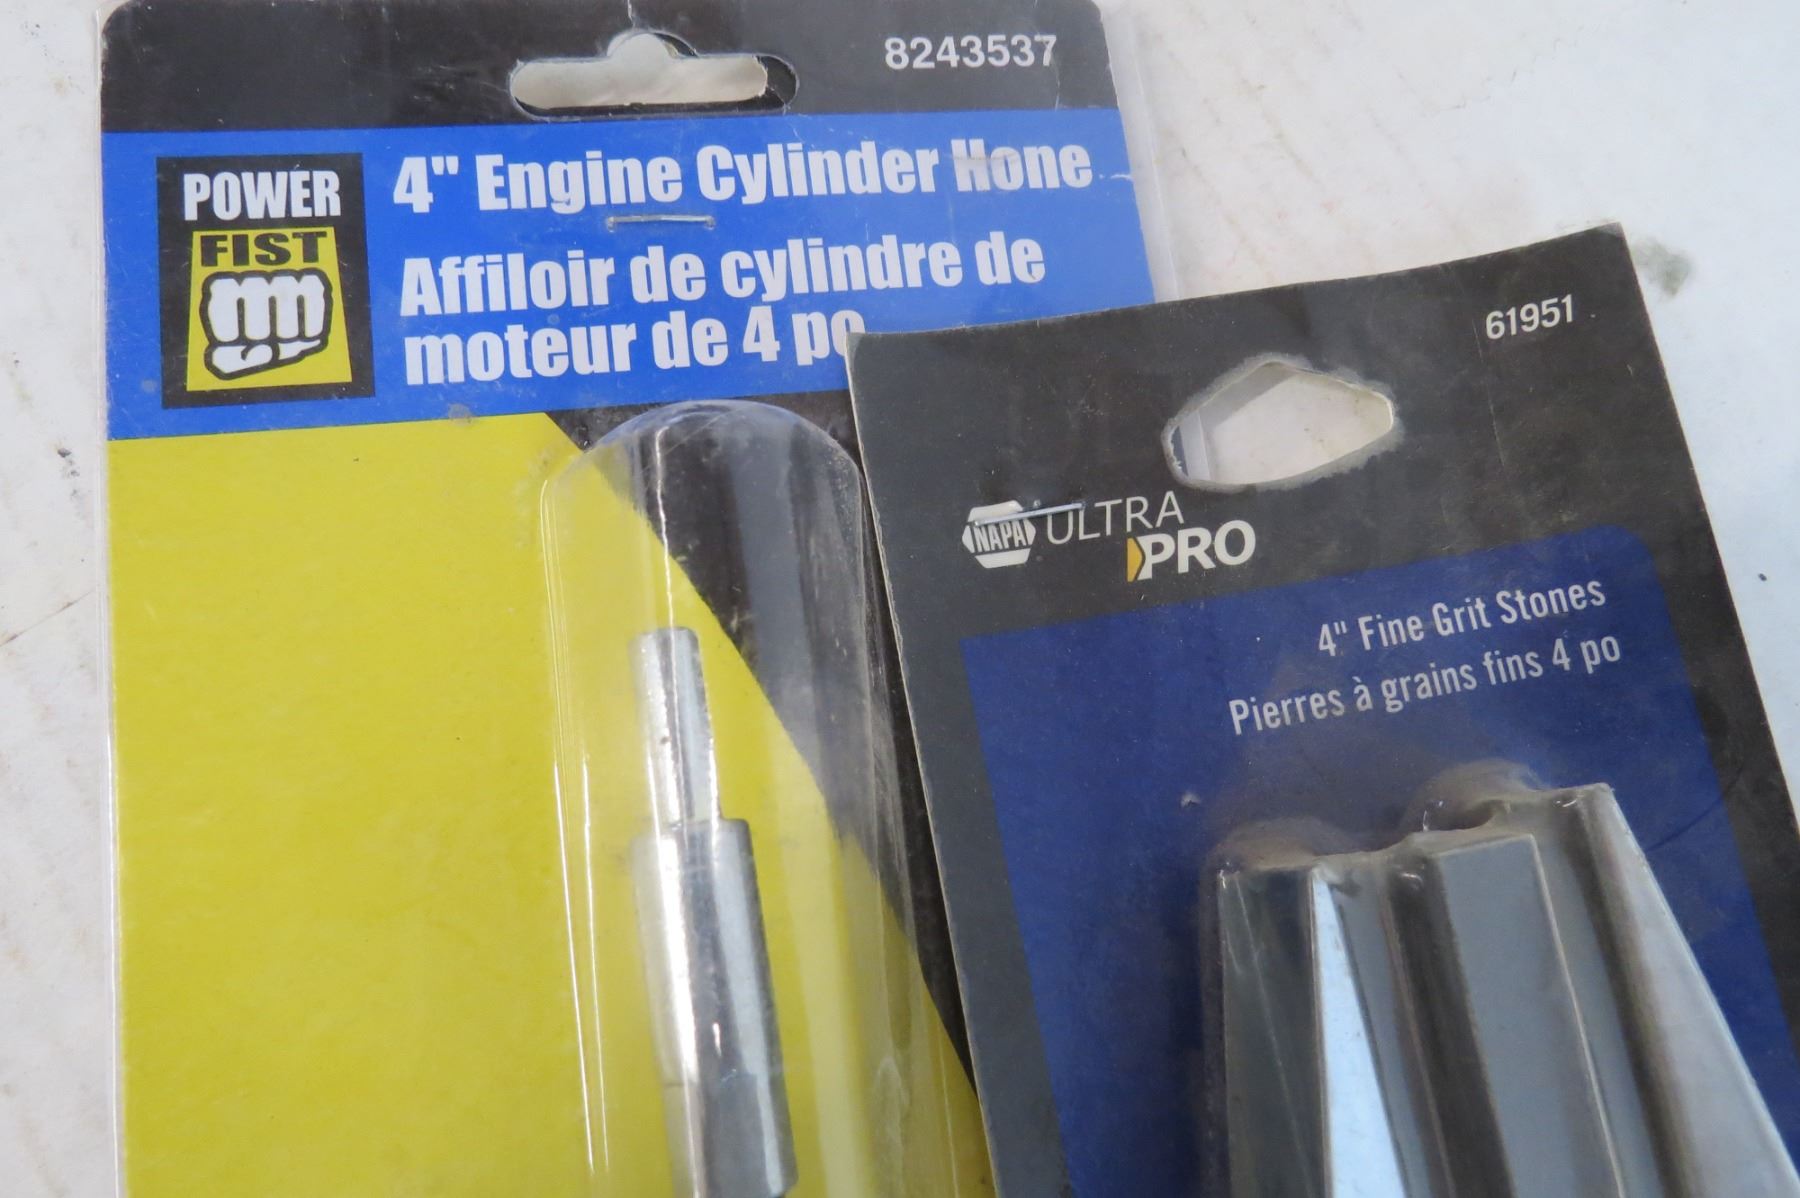 8243537
POWER
FIST
4" Engine Cylinder Hone
Affiloir de cylindre de
moteur de 4 po
61951
NAPA ULTRA
PRO
4" Fine Grit Stones
Pierres à grains fins 4 po